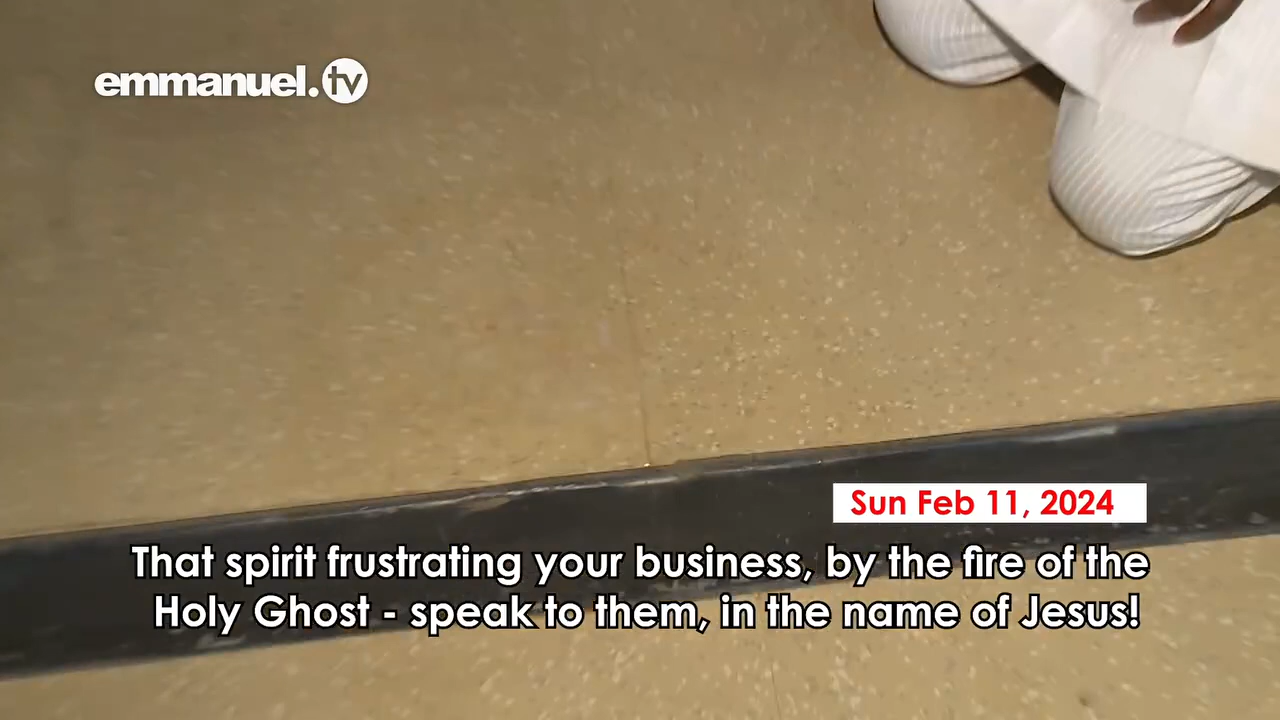 emmanuel.tv
Sun Feb 11, 2024
That spirit frustrating your business, by the fire of the
Holy Ghost - speak to them, in the name of Jesus!